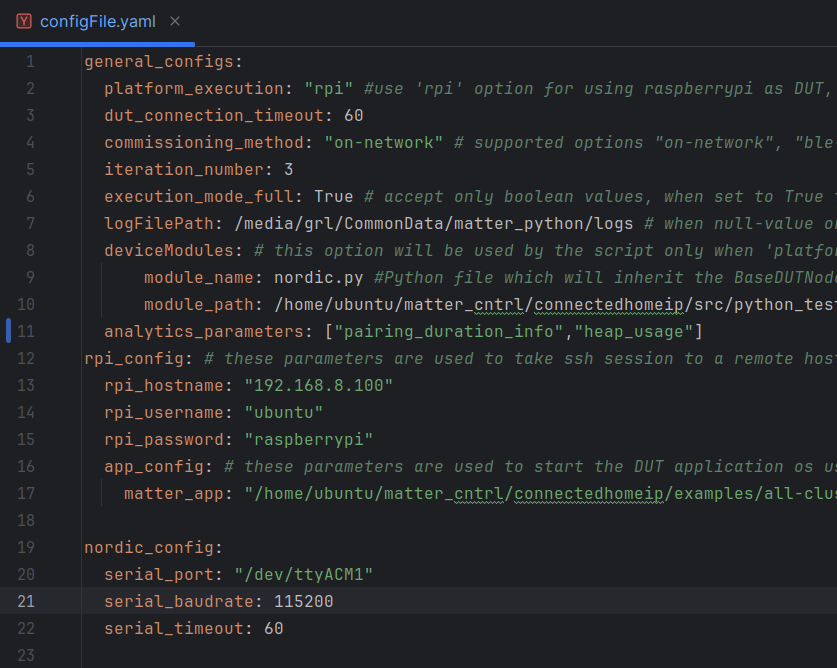 configFile.yaml
1 general_configs:
2 platform_execution: "rpi" #use 'rpi' option for using raspberrypi as DUT,
3 dut_connection_timeout: 60
4 commissioning_method: "on-network" # supported options "on-network", "ble
5 iteration_number: 3
6 execution_mode_full: True # accept only boolean values, when set to True
7 logFilePath: /media/grl/CommonData/matter_python/logs # when null-value o
8 deviceModules: # this option will be used by the script only when 'platfo
9 module_name: nordic.py #Python file which will inherit the BaseDUTNode
10 module_path: /home/ubuntu/matter_cntrl/connectedhomeip/src/python_test
11 analytics_parameters: ["pairing_duration_info","heap_usage"]
12 rpi_config: # these parameters are used to take ssh session to a remote host
13 rpi_hostname: "192.168.8.100"
14 rpi_username: "ubuntu"
15 rpi_password: "raspberrypi"
16 app_config: # these parameters are used to start the DUT application os us
17 matter_app: "/home/ubuntu/matter_cntrl/connectedhomeip/examples/all-clus
18
19 nordic_config:
20 serial_port: "/dev/ttyACM1"
21 serial_baudrate: 115200
22 serial_timeout: 60
23